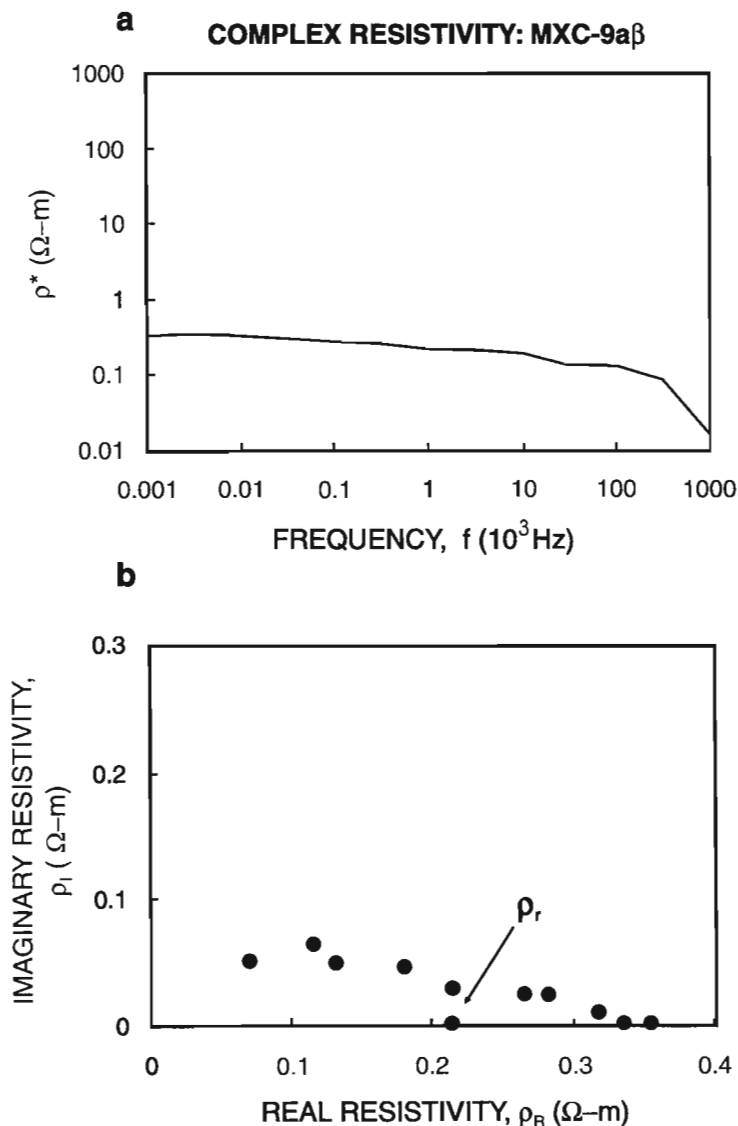 a
COMPLEX RESISTIVITY: MXC-9aβ
1000
100
10
1
0.1
0.01
ρ* (Ω–m)
0.001 0.01 0.1 1 10 100 1000
FREQUENCY, f (10³Hz)
b
0.3
0.2
0.1
0
IMAGINARY RESISTIVITY,
ρI ( Ω–m)
ρr
0 0.1 0.2 0.3 0.4
REAL RESISTIVITY, ρR (Ω–m)